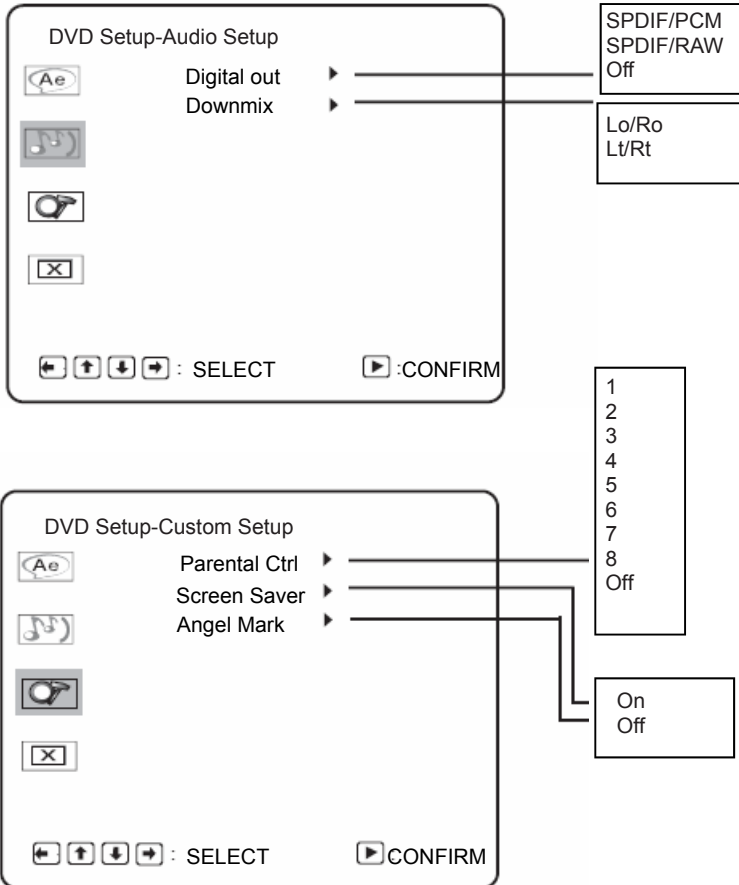 DVD Setup-Audio Setup
Ae
Digital out
Downmix
X
: SELECT
:CONFIRM
SPDIF/PCM
SPDIF/RAW
Off
Lo/Ro
Lt/Rt
DVD Setup-Custom Setup
Ae
Parental Ctrl
Screen Saver
Angel Mark
X
: SELECT
CONFIRM
1
2
3
4
5
6
7
8
Off
On
Off